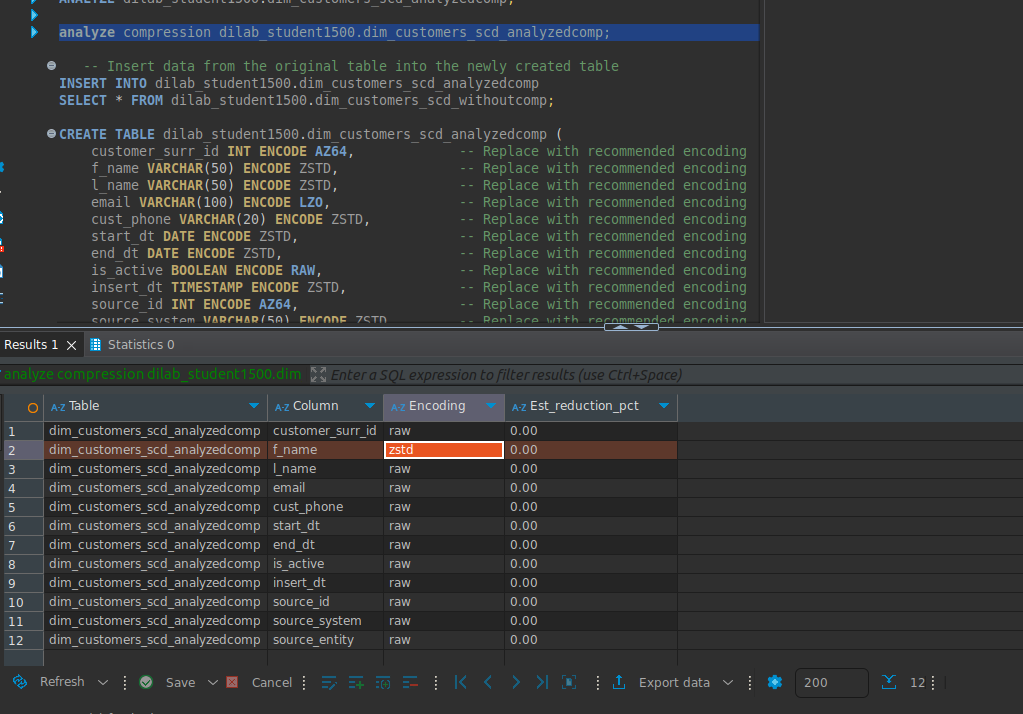 ANALYZE dilab_student1500.dim_customers_scd_analyzedcomp;
analyze compression dilab_student1500.dim_customers_scd_analyzedcomp;
-- Insert data from the original table into the newly created table
INSERT INTO dilab_student1500.dim_customers_scd_analyzedcomp
SELECT * FROM dilab_student1500.dim_customers_scd_withoutcomp;
CREATE TABLE dilab_student1500.dim_customers_scd_analyzedcomp (
customer_surr_id INT ENCODE AZ64, -- Replace with recommended encoding
f_name VARCHAR(50) ENCODE ZSTD, -- Replace with recommended encoding
l_name VARCHAR(50) ENCODE ZSTD, -- Replace with recommended encoding
email VARCHAR(100) ENCODE LZO, -- Replace with recommended encoding
cust_phone VARCHAR(20) ENCODE ZSTD, -- Replace with recommended encoding
start_dt DATE ENCODE ZSTD, -- Replace with recommended encoding
end_dt DATE ENCODE ZSTD, -- Replace with recommended encoding
is_active BOOLEAN ENCODE RAW, -- Replace with recommended encoding
insert_dt TIMESTAMP ENCODE ZSTD, -- Replace with recommended encoding
source_id INT ENCODE AZ64, -- Replace with recommended encoding
source_system VARCHAR(50) ENCODE ZSTD -- Replace with recommended encoding
Results 1 Statistics 0
analyze compression dilab_student1500.dim Enter a SQL expression to filter results (use Ctrl+Space)
A-Z Table A-Z Column A-Z Encoding A-Z Est_reduction_pct
1 dim_customers_scd_analyzedcomp customer_surr_id raw 0.00
2 dim_customers_scd_analyzedcomp f_name zstd 0.00
3 dim_customers_scd_analyzedcomp l_name raw 0.00
4 dim_customers_scd_analyzedcomp email raw 0.00
5 dim_customers_scd_analyzedcomp cust_phone raw 0.00
6 dim_customers_scd_analyzedcomp start_dt raw 0.00
7 dim_customers_scd_analyzedcomp end_dt raw 0.00
8 dim_customers_scd_analyzedcomp is_active raw 0.00
9 dim_customers_scd_analyzedcomp insert_dt raw 0.00
10 dim_customers_scd_analyzedcomp source_id raw 0.00
11 dim_customers_scd_analyzedcomp source_system raw 0.00
12 dim_customers_scd_analyzedcomp source_entity raw 0.00
Refresh Save Cancel Export data 200 12